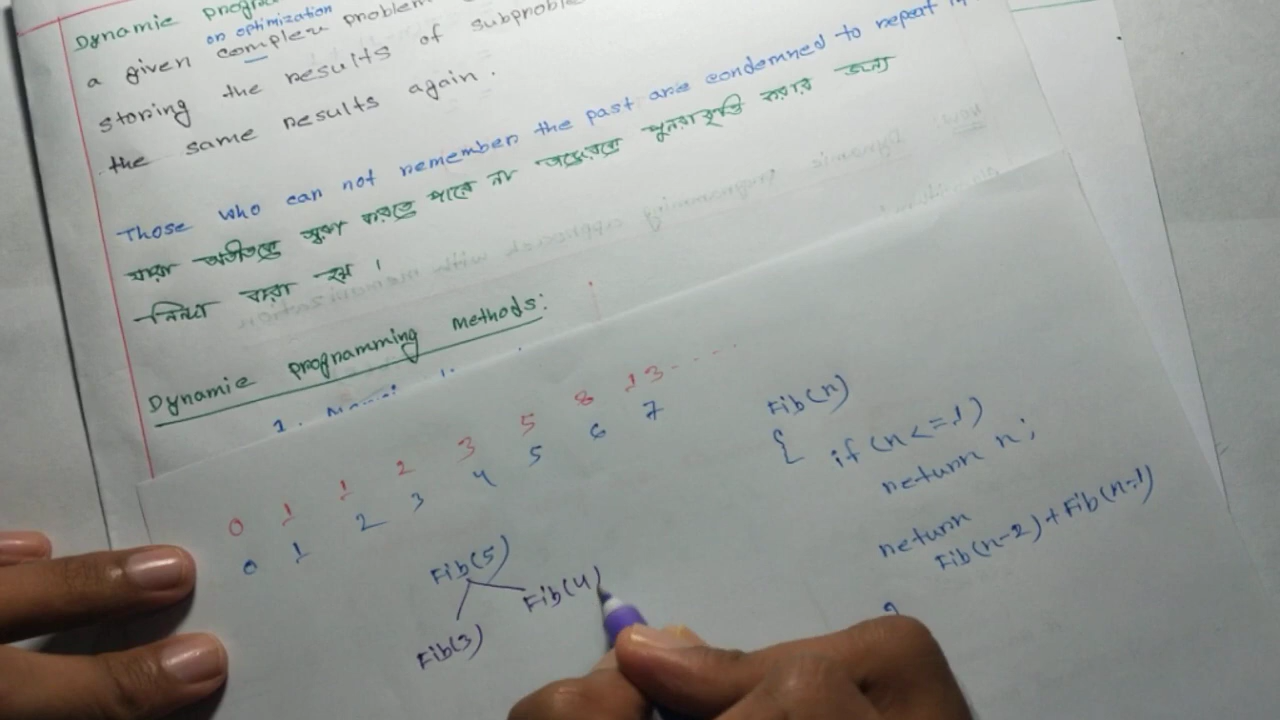 Dynamic
on optimization
a given complex problem
storing the results of
the same results again.
Those who can not remember the past are condemned to repeat
যারা অতীতকে স্মরণ করতে পারে না পুনরাবৃত্তি করার জন্য
নিন্দা করা হয় ।
Dynamic programming Methods:
1.
0 1 1 2 3 5 8 13 ....
0 1 2 3 4 5 6 7
Fib(n)
{ if (n<=1)
return n;
return
Fib(n-2)+Fib(n-1)
Fib(5)
Fib(3) Fib(4)